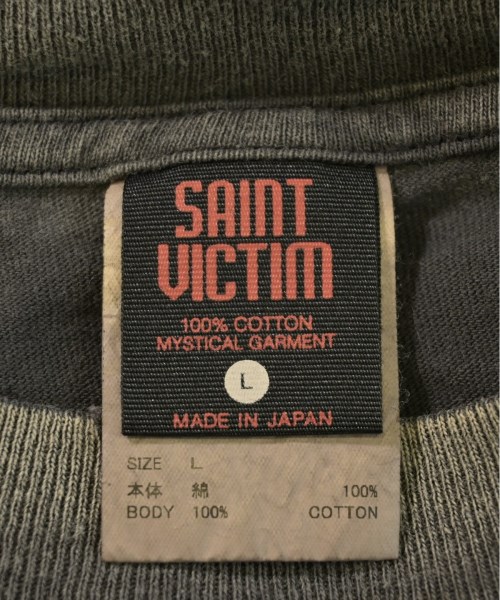 SAINT
VICTIM
100% COTTON
MYSTICAL GARMENT
L
MADE IN JAPAN
SIZE L
本体 綿 100%
BODY 100% COTTON